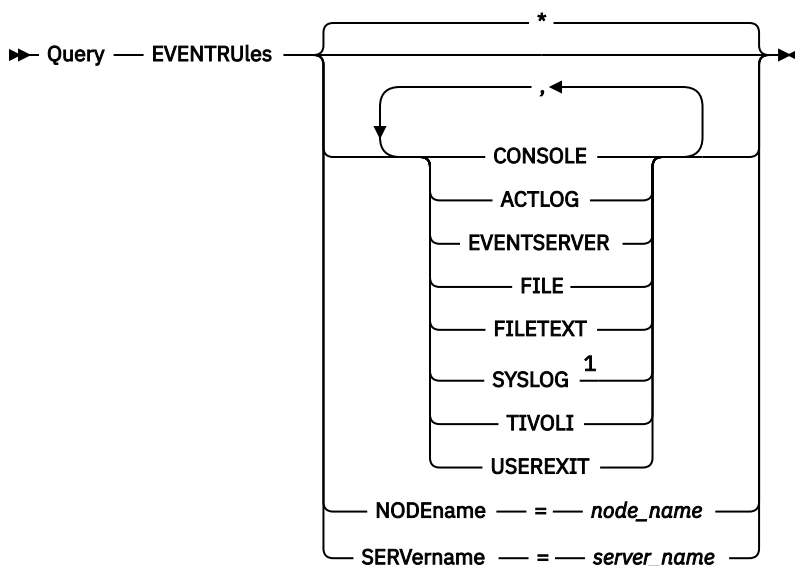 *
Query EVENTRUles
,
CONSOLE
ACTLOG
EVENTSERVER
FILE
FILETEXT
SYSLOG 1
TIVOLI
USEREXIT
NODEname = node_name
SERVername = server_name